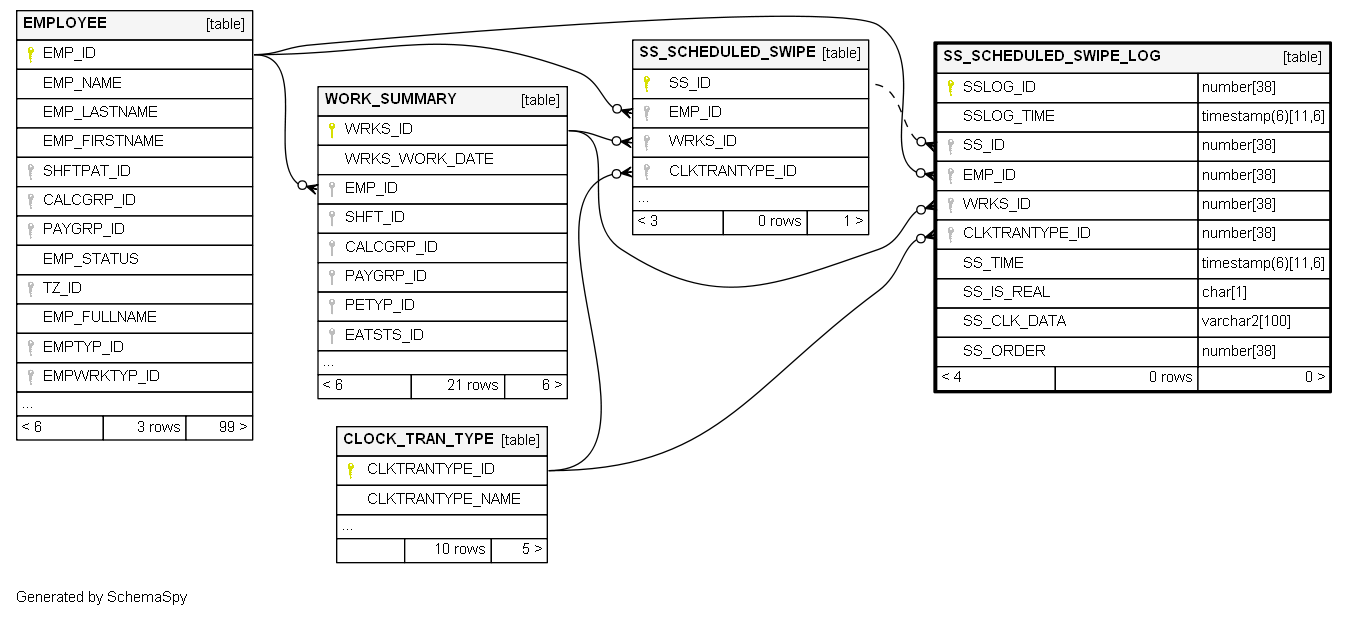 EMPLOYEE [table]
EMP_ID
EMP_NAME
EMP_LASTNAME
EMP_FIRSTNAME
SHFTPAT_ID
CALCGRP_ID
PAYGRP_ID
EMP_STATUS
TZ_ID
EMP_FULLNAME
EMPTYP_ID
EMPWRKTYP_ID
...
< 6 3 rows 99 >
WORK_SUMMARY [table]
WRKS_ID
WRKS_WORK_DATE
EMP_ID
SHFT_ID
CALCGRP_ID
PAYGRP_ID
PETYP_ID
EATSTS_ID
...
< 6 21 rows 6 >
CLOCK_TRAN_TYPE [table]
CLKTRANTYPE_ID
CLKTRANTYPE_NAME
...
10 rows 5 >
SS_SCHEDULED_SWIPE [table]
SS_ID
EMP_ID
WRKS_ID
CLKTRANTYPE_ID
...
< 3 0 rows 1 >
SS_SCHEDULED_SWIPE_LOG [table]
SSLOG_ID number[38]
SSLOG_TIME timestamp(6)[11,6]
SS_ID number[38]
EMP_ID number[38]
WRKS_ID number[38]
CLKTRANTYPE_ID number[38]
SS_TIME timestamp(6)[11,6]
SS_IS_REAL char[1]
SS_CLK_DATA varchar2[100]
SS_ORDER number[38]
< 4 0 rows 0 >
Generated by SchemaSpy